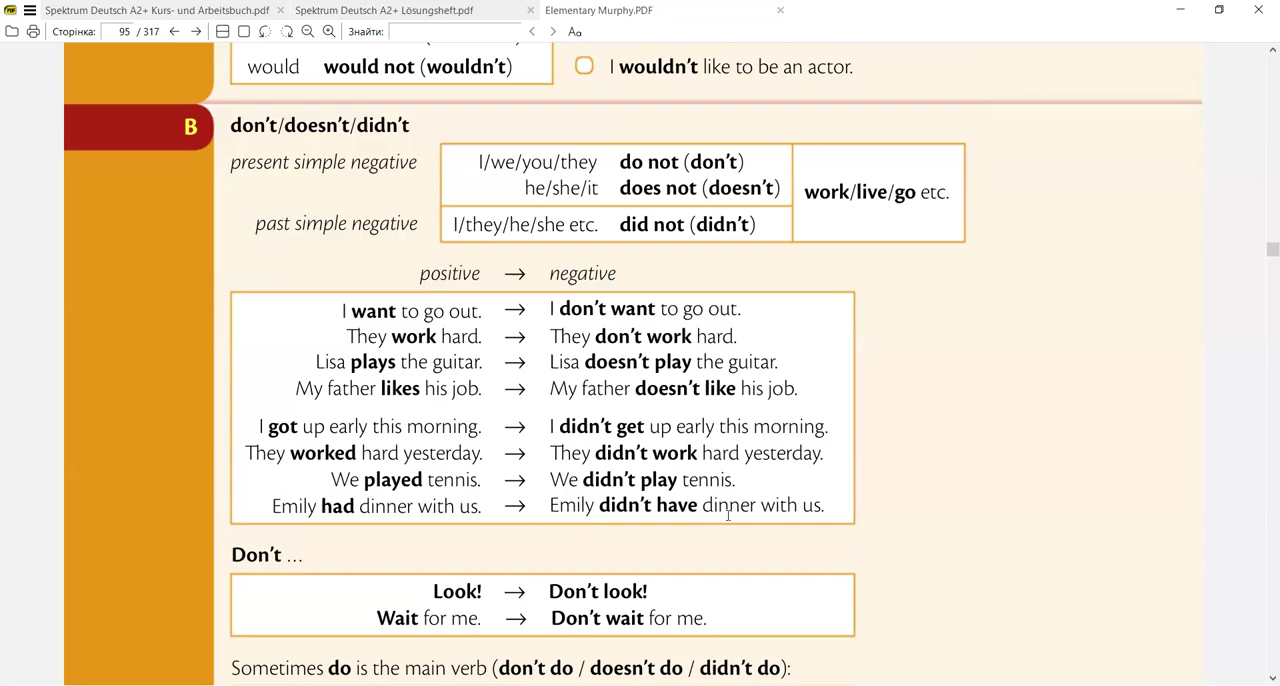 Spektrum Deutsch A2+ Kurs- und Arbeitsbuch.pdf
Spektrum Deutsch A2+ Lösungsheft.pdf
Elementary Murphy.PDF
Сторінка: 95 / 317
Знайти:
Aa
would would not (wouldn't)
I wouldn't like to be an actor.
B
don't/doesn't/didn't
present simple negative
I/we/you/they do not (don't)
he/she/it does not (doesn't)
work/live/go etc.
past simple negative
I/they/he/she etc. did not (didn't)
positive → negative
I want to go out. → I don't want to go out.
They work hard. → They don't work hard.
Lisa plays the guitar. → Lisa doesn't play the guitar.
My father likes his job. → My father doesn't like his job.
I got up early this morning. → I didn't get up early this morning.
They worked hard yesterday. → They didn't work hard yesterday.
We played tennis. → We didn't play tennis.
Emily had dinner with us. → Emily didn't have dinner with us.
Don't ...
Look! → Don't look!
Wait for me. → Don't wait for me.
Sometimes do is the main verb (don't do / doesn't do / didn't do):